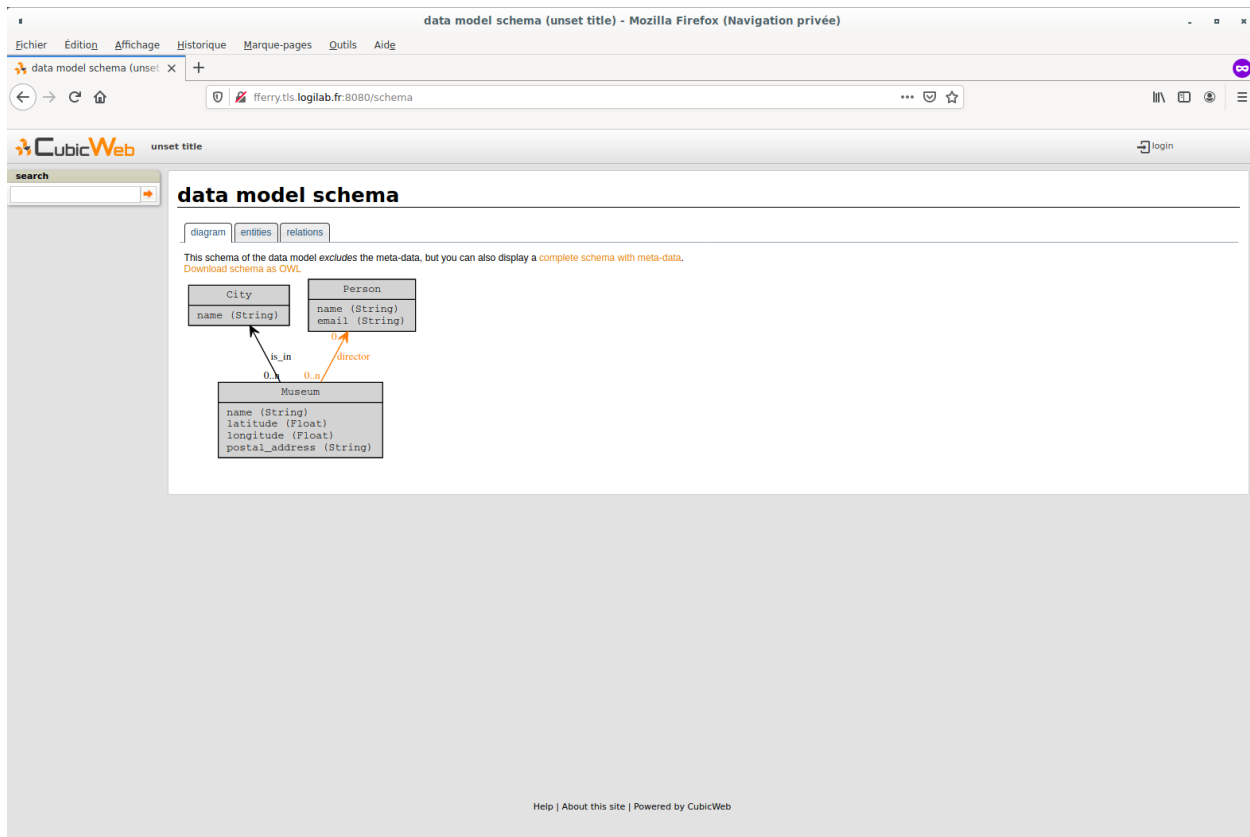 data model schema (unset title) - Mozilla Firefox (Navigation privée)
Fichier Édition Affichage Historique Marque-pages Outils Aide
data model schema (unset
fferry.tls.logilab.fr:8080/schema
CubicWeb unset title login
search
data model schema
diagram entities relations
This schema of the data model excludes the meta-data, but you can also display a complete schema with meta-data.
Download schema as OWL
City
name (String)
Person
name (String)
email (String)
is_in
director
0..n
0..n
Museum
name (String)
latitude (Float)
longitude (Float)
postal_address (String)
Help | About this site | Powered by CubicWeb